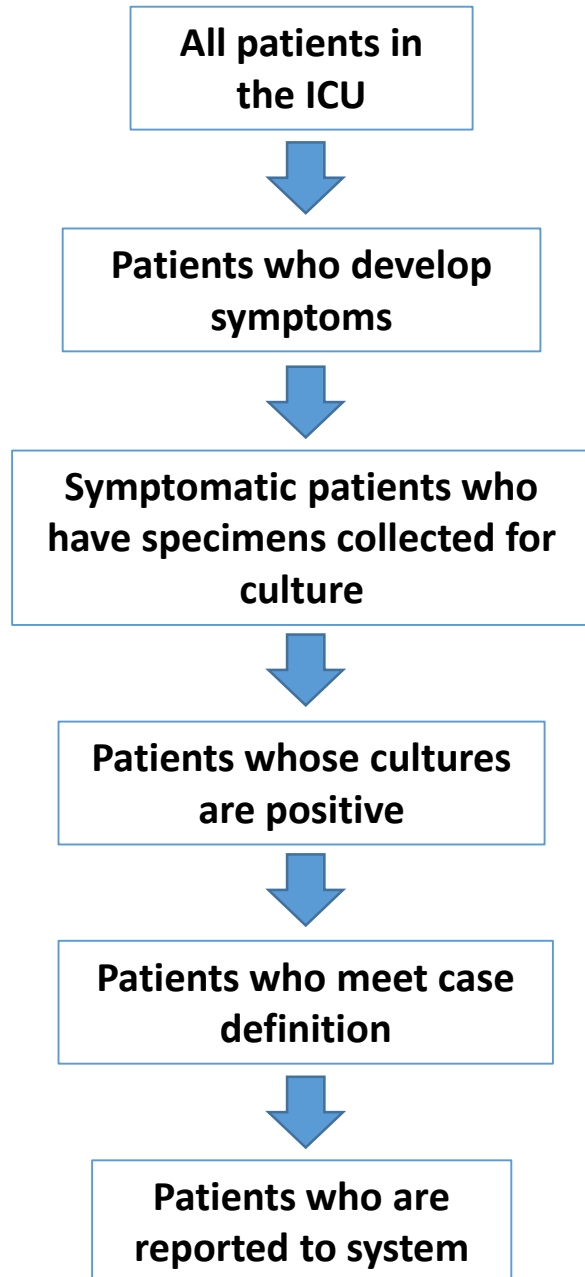 All patients in
the ICU
Patients who develop
symptoms
Symptomatic patients who
have specimens collected for
culture
Patients whose cultures
are positive
Patients who meet case
definition
Patients who are
reported to system